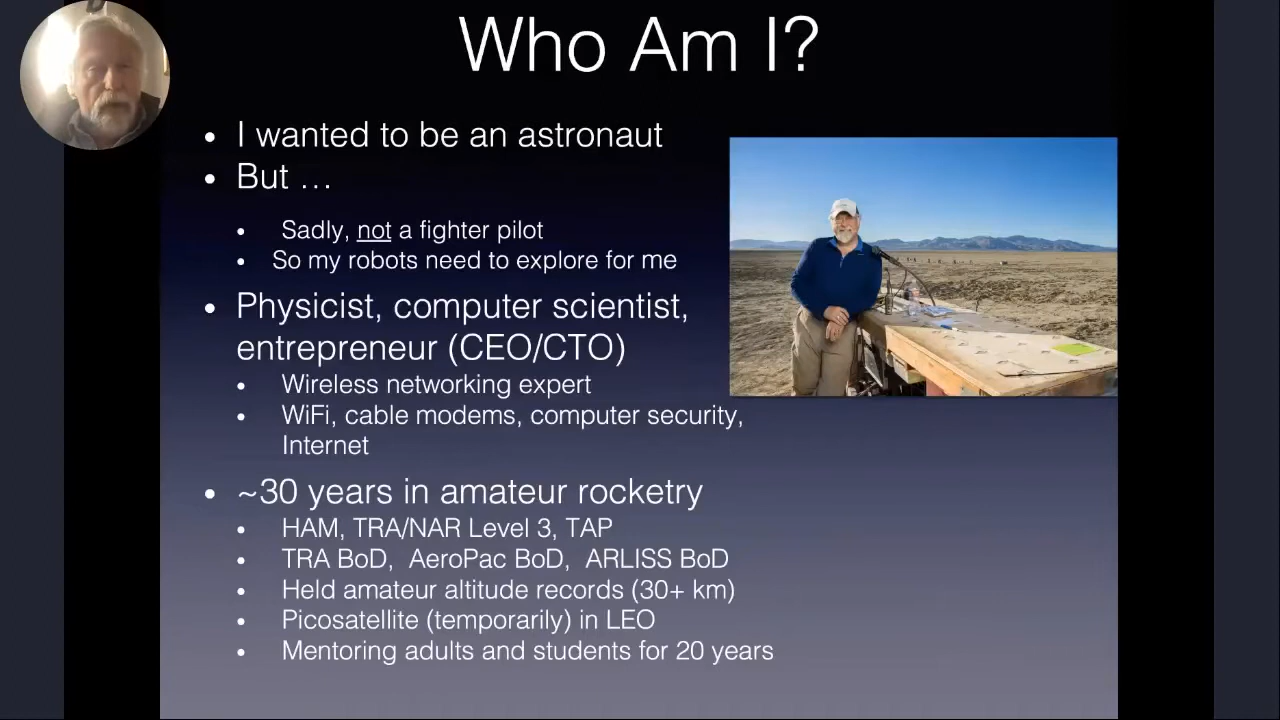 Who Am I?
• I wanted to be an astronaut
• But …
• Sadly, not a fighter pilot
• So my robots need to explore for me
• Physicist, computer scientist,
entrepreneur (CEO/CTO)
• Wireless networking expert
• WiFi, cable modems, computer security,
Internet
• ~30 years in amateur rocketry
• HAM, TRA/NAR Level 3, TAP
• TRA BoD, AeroPac BoD, ARLISS BoD
• Held amateur altitude records (30+ km)
• Picosatellite (temporarily) in LEO
• Mentoring adults and students for 20 years